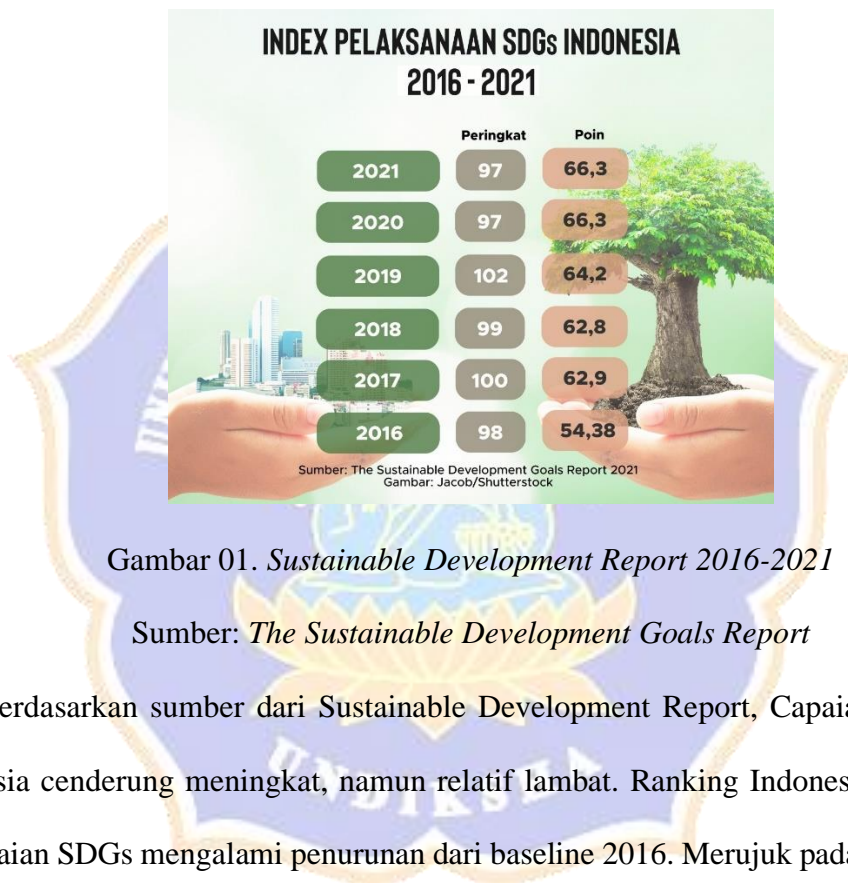 INDEX PELAKSANAAN SDGs INDONESIA
2016 - 2021
Peringkat Poin
2021 97 66,3
2020 97 66,3
2019 102 64,2
2018 99 62,8
2017 100 62,9
2016 98 54,38
Sumber: The Sustainable Development Goals Report 2021
Gambar: Jacob/Shutterstock
Gambar 01. Sustainable Development Report 2016-2021
Sumber: The Sustainable Development Goals Report
erdasarkan sumber dari Sustainable Development Report, Capaia
sia cenderung meningkat, namun relatif lambat. Ranking Indones
aian SDGs mengalami penurunan dari baseline 2016. Merujuk pada
UNDIKSHA